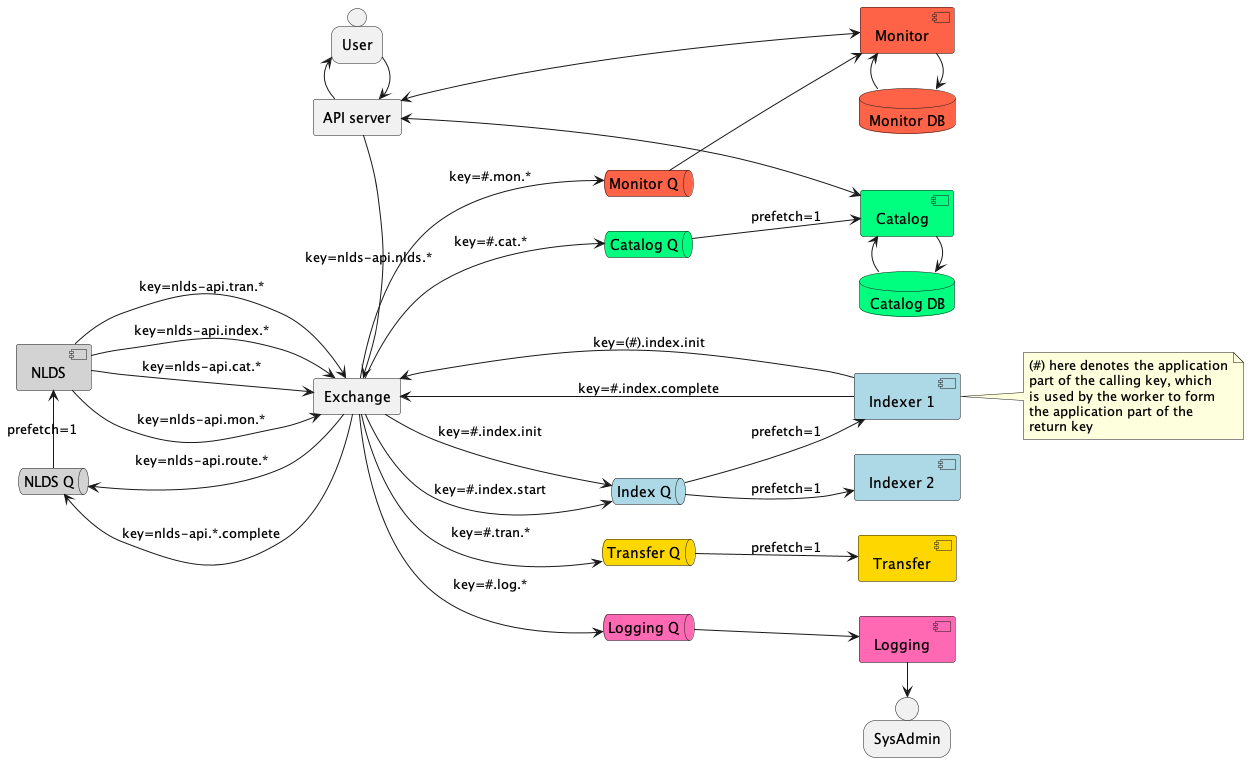 User
Monitor
API server
Monitor DB
key=#.mon.*
Monitor Q
Catalog
prefetch=1
key=#.cat.*
Catalog Q
key=nlds-api.nlds.*
Catalog DB
key=nlds-api.tran.*
key=nlds-api.index.*
key=(#).index.init
NLDS
key=nlds-api.cat.*
Exchange
key=#.index.complete
Indexer 1
(#) here denotes the application
part of the calling key, which
is used by the worker to form
the application part of the
return key
key=nlds-api.mon.*
prefetch=1
key=#.index.init
prefetch=1
key=nlds-api.route.*
NLDS Q
key=#.index.start
Index Q
prefetch=1
Indexer 2
key=nlds-api.*.complete
key=#.tran.*
Transfer Q
prefetch=1
Transfer
key=#.log.*
Logging Q
Logging
SysAdmin